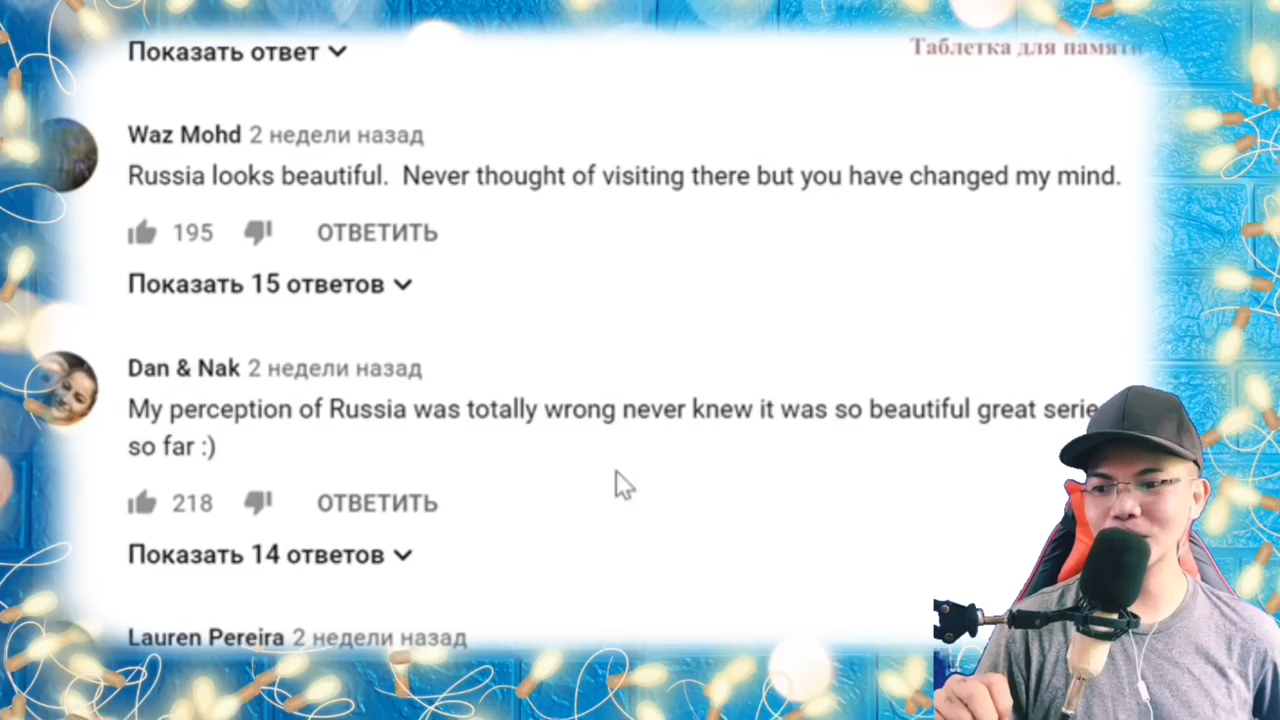 Показать ответ
Таблетка для памяти
Waz Mohd 2 недели назад
Russia looks beautiful.  Never thought of visiting there but you have changed my mind.
195 ОТВЕТИТЬ
Показать 15 ответов
Dan & Nak 2 недели назад
My perception of Russia was totally wrong never knew it was so beautiful great serie
so far :)
218 ОТВЕТИТЬ
Показать 14 ответов
Lauren Pereira 2 недели назад